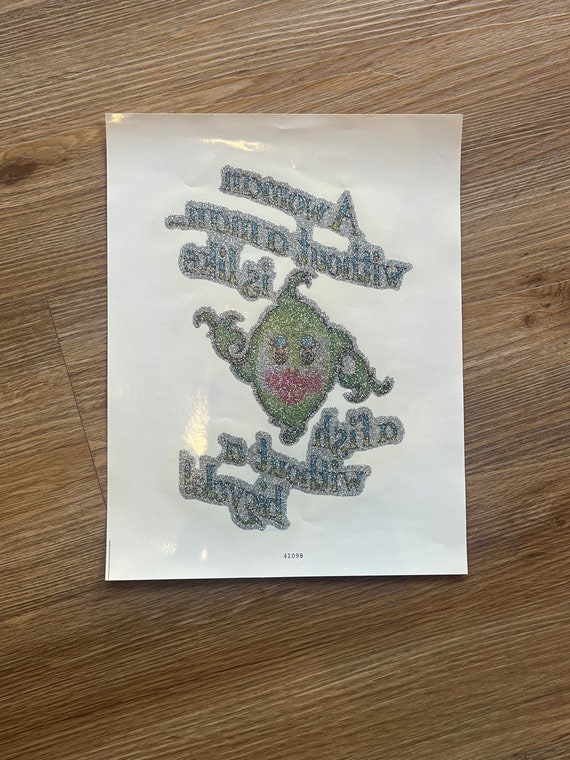 A woman
without a man
is like
a fish
without a
bicycle
41098